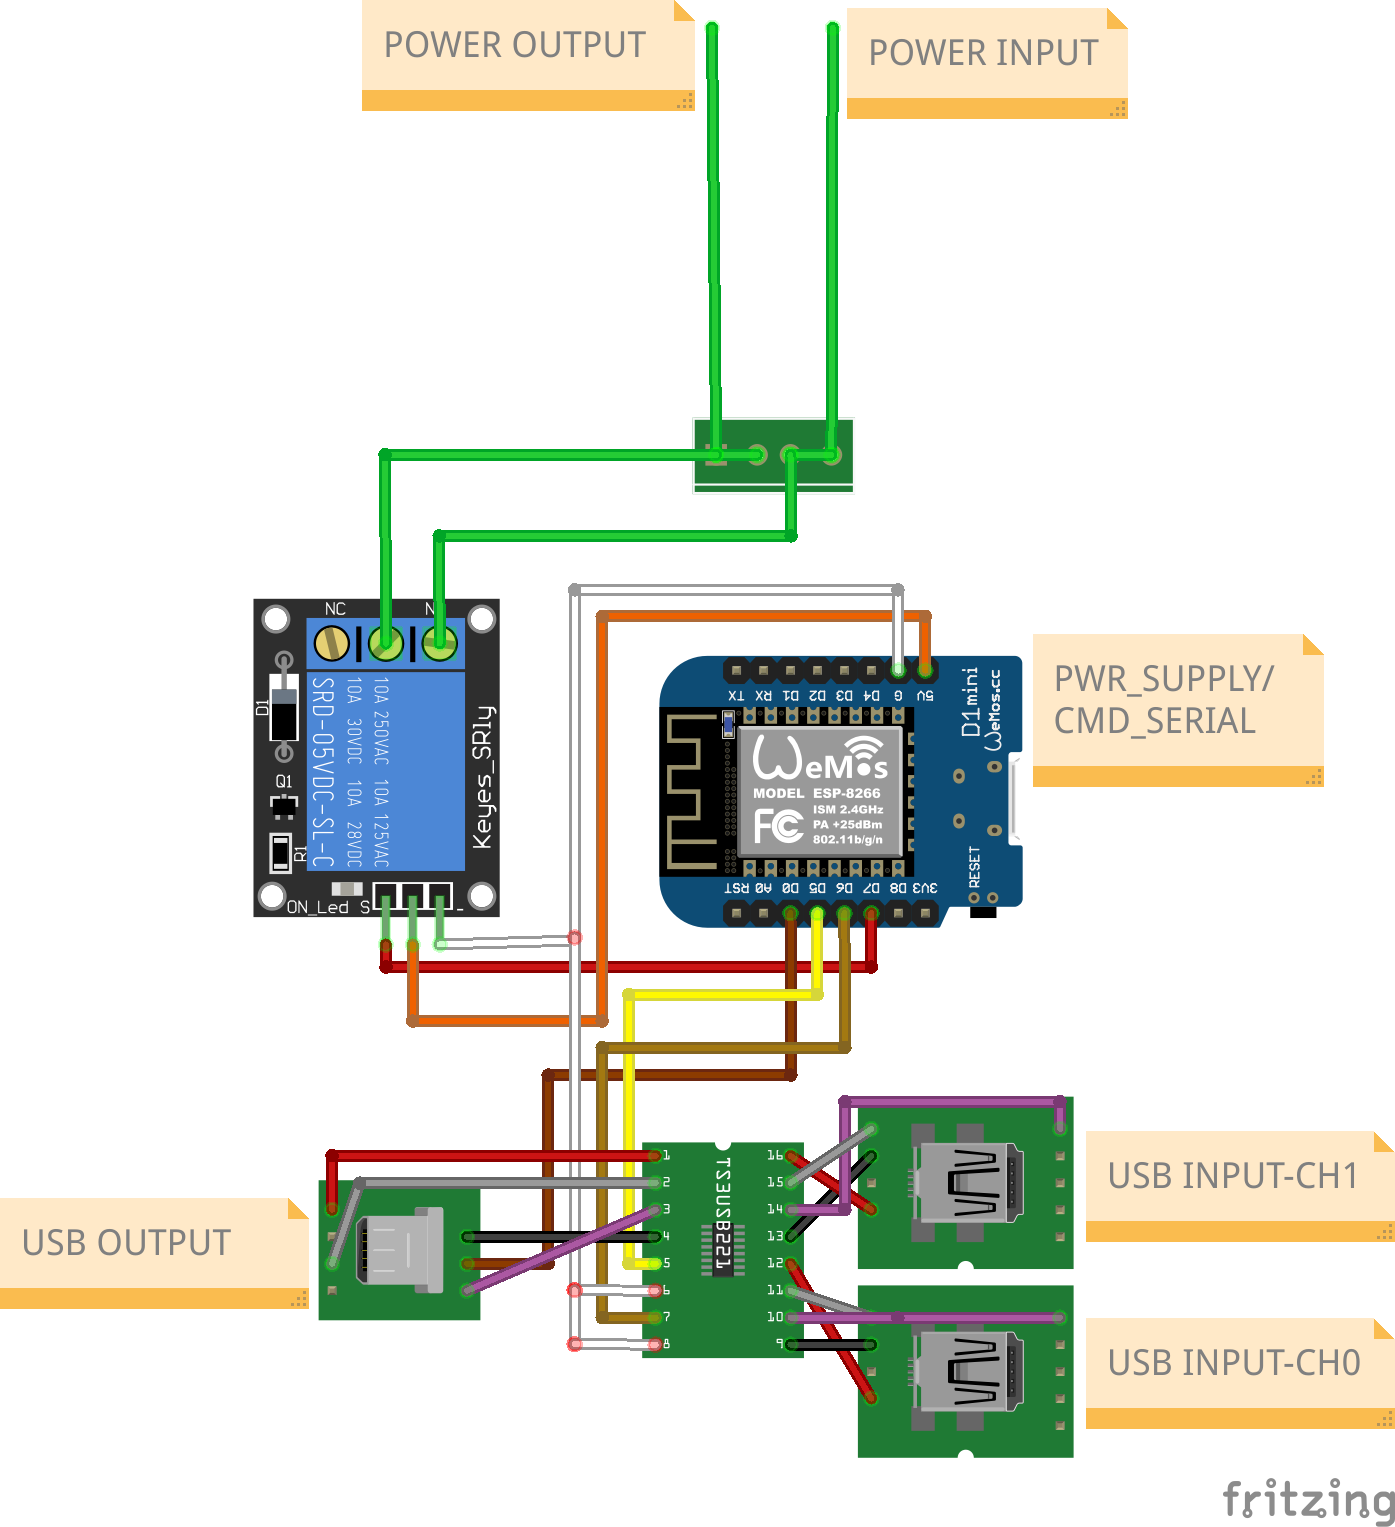 POWER OUTPUT
POWER INPUT
NC
N
D1
Q1
R1
SRD-05VDC-SL-C
10A 30VDC 10A 28VDC
10A 250VAC 10A 125VAC
Keyes_SRly
ON_Led S
-
TX RX D1 D2 D3 D4 G 5V
D1 mini
WeMos.cc
WeMos
MODEL ESP-8266
FC
ISM 2.4GHz
PA +25dBm
802.11b/g/n
RESET
RST A0 D0 D5 D6 D7 D8 3V3
PWR_SUPPLY/
CMD_SERIAL
1
2
3
4
5
6
7
8
16
15
14
13
12
11
10
9
USB OUTPUT
USB INPUT-CH1
USB INPUT-CH0
fritzing